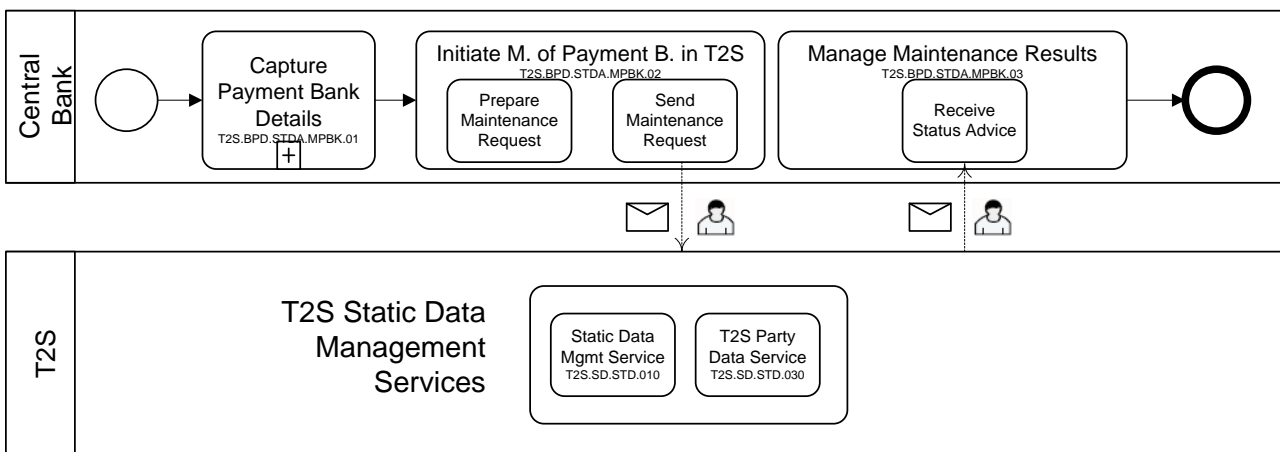 Central
Bank
Capture
Payment Bank
Details
T2S.BPD.STDA.MPBK.01
Initiate M. of Payment B. in T2S
T2S.BPD.STDA.MPBK.02
Prepare
Maintenance
Request
Send
Maintenance
Request
Manage Maintenance Results
T2S.BPD.STDA.MPBK.03
Receive
Status Advice
T2S
T2S Static Data
Management
Services
Static Data
Mgmt Service
T2S.SD.STD.010
T2S Party
Data Service
T2S.SD.STD.030